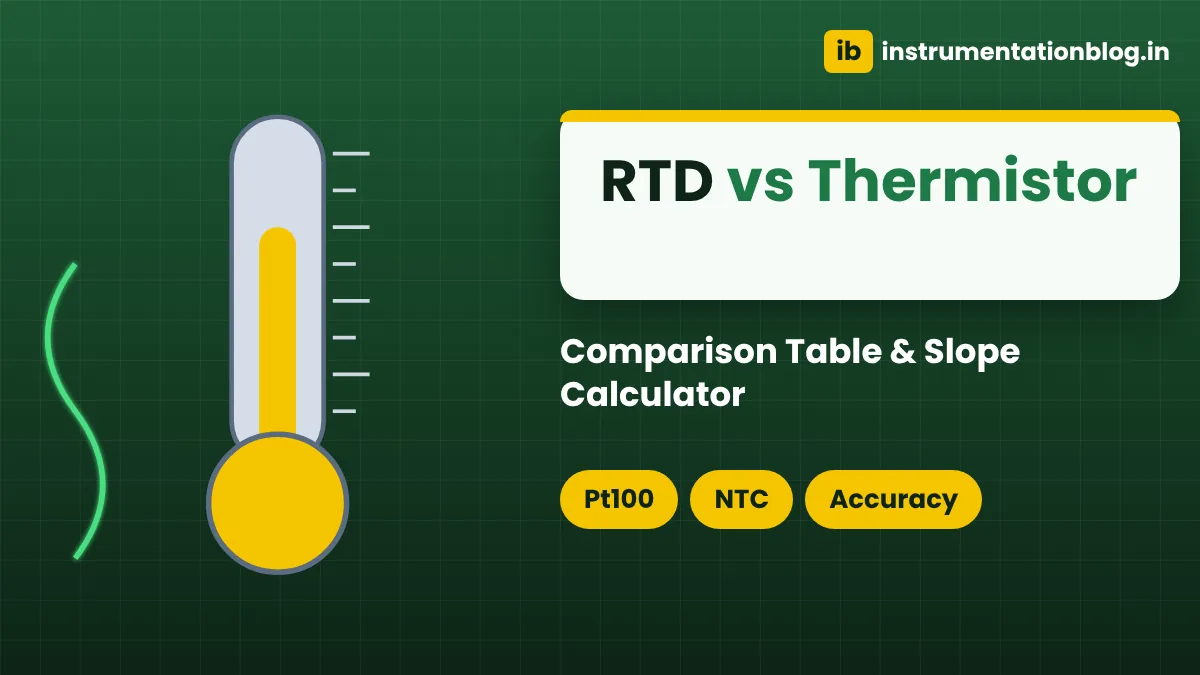 ib instrumentationblog.in
RTD vs Thermistor
Comparison Table & Slope
Calculator
Pt100 NTC Accuracy